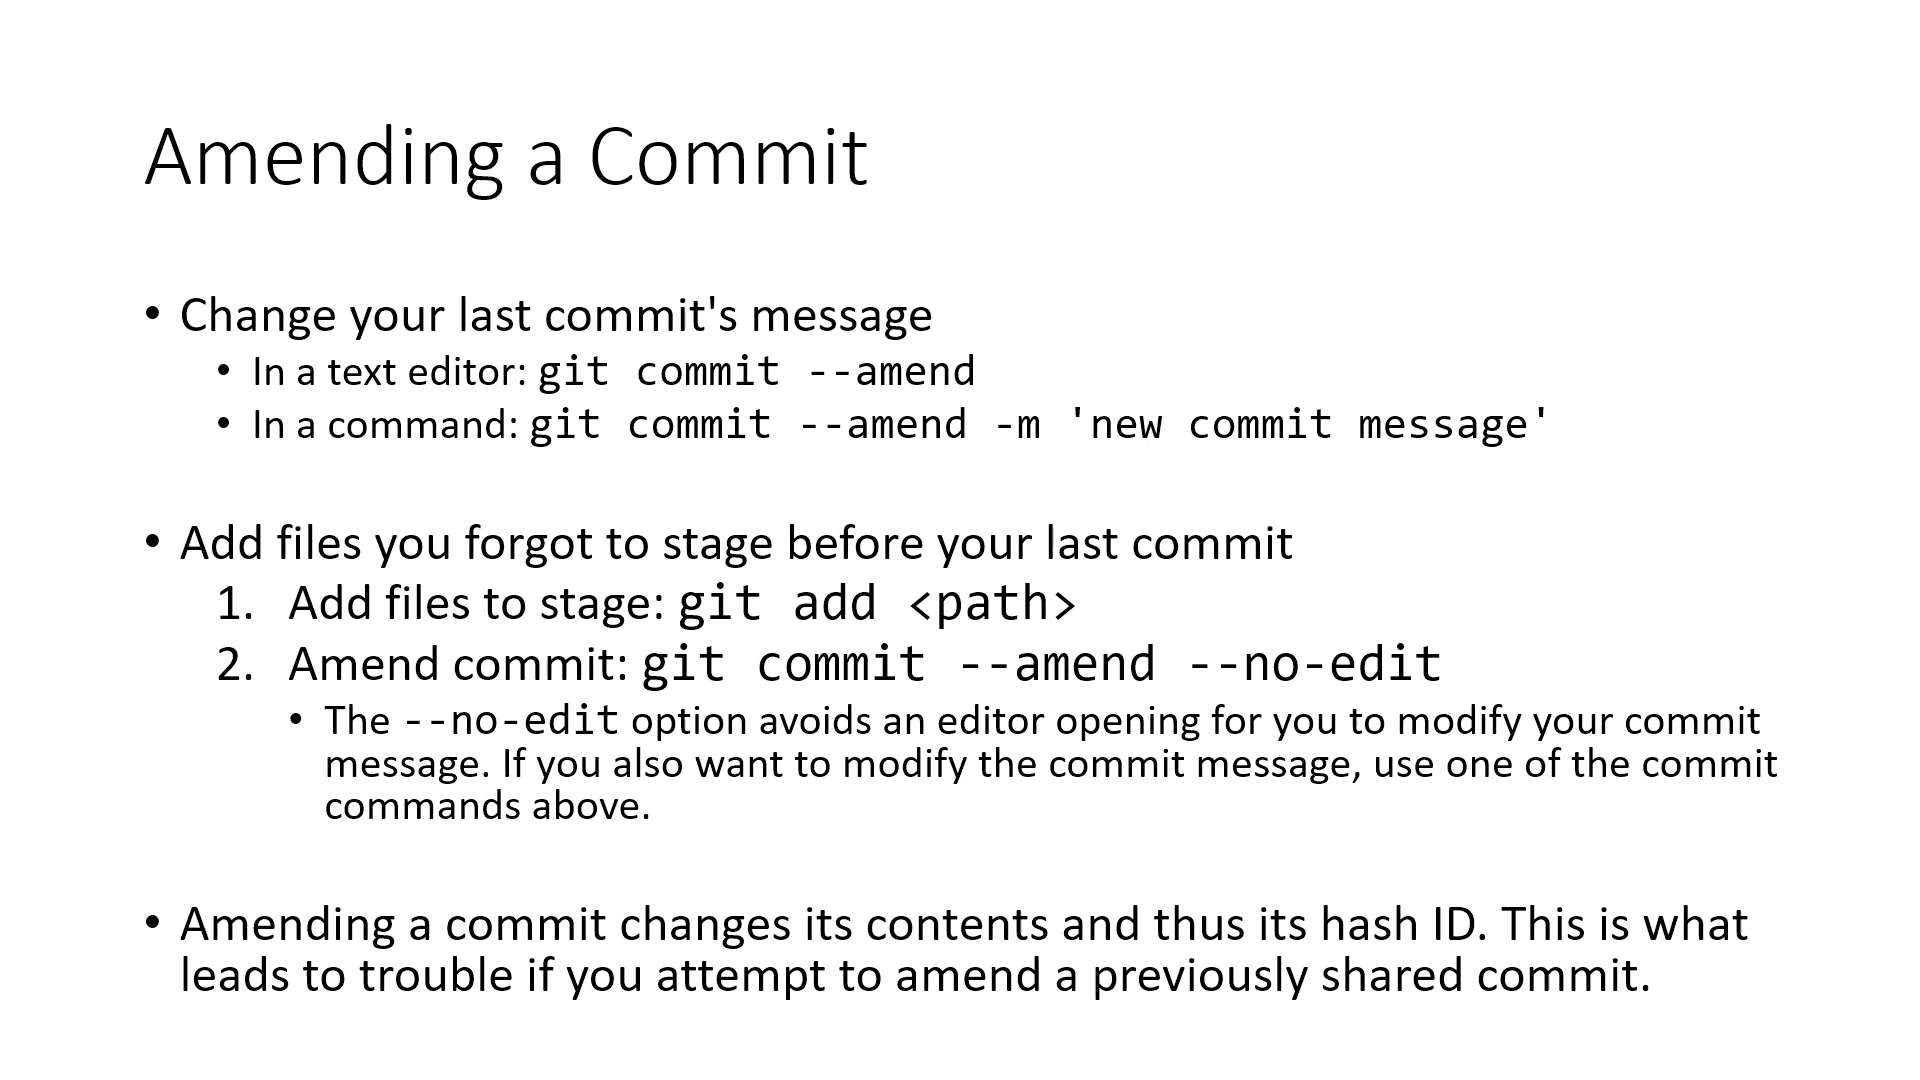 Amending a Commit
• Change your last commit's message
• In a text editor: git commit --amend
• In a command: git commit --amend -m 'new commit message'
• Add files you forgot to stage before your last commit
1. Add files to stage: git add <path>
2. Amend commit: git commit --amend --no-edit
• The --no-edit option avoids an editor opening for you to modify your commit
message. If you also want to modify the commit message, use one of the commit
commands above.
• Amending a commit changes its contents and thus its hash ID. This is what
leads to trouble if you attempt to amend a previously shared commit.